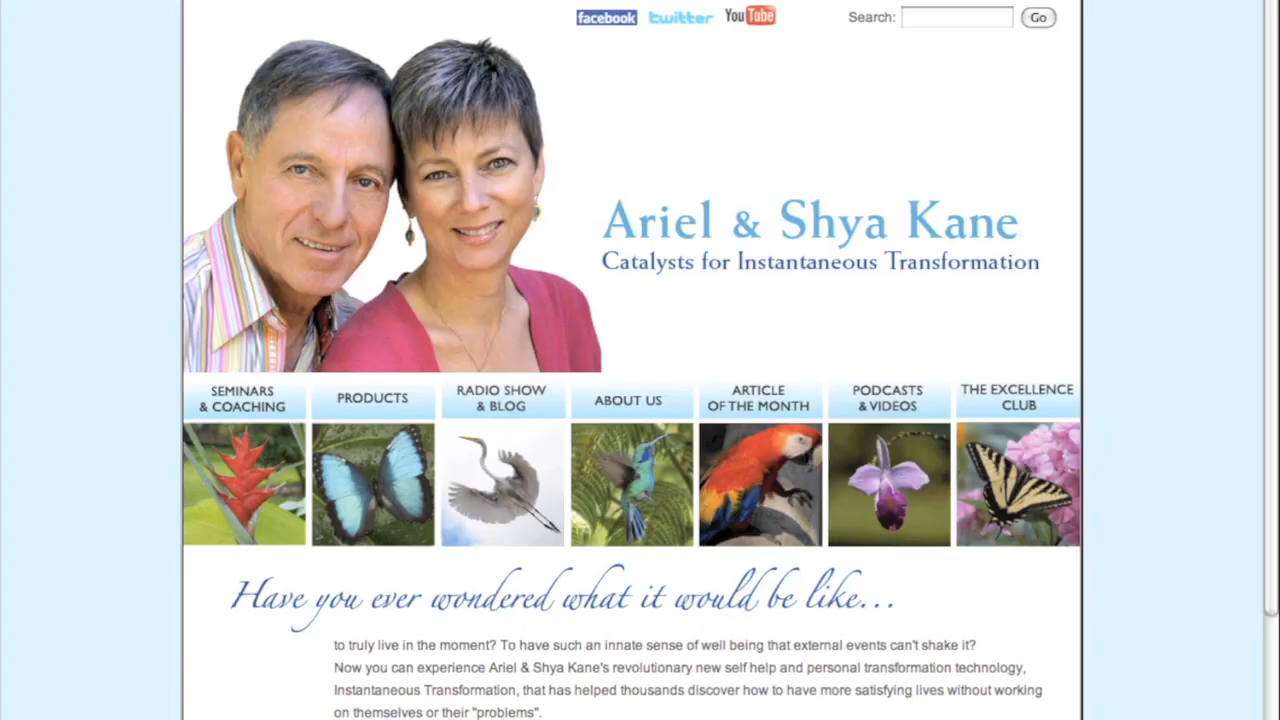 facebook twitter YouTube Search: Go
Ariel & Shya Kane
Catalysts for Instantaneous Transformation
SEMINARS
& COACHING
PRODUCTS
RADIO SHOW
& BLOG
ABOUT US
ARTICLE
OF THE MONTH
PODCASTS
& VIDEOS
THE EXCELLENCE
CLUB
Have you ever wondered what it would be like...
to truly live in the moment? To have such an innate sense of well being that external events can't shake it?
Now you can experience Ariel & Shya Kane's revolutionary new self help and personal transformation technology,
Instantaneous Transformation, that has helped thousands discover how to have more satisfying lives without working
on themselves or their "problems".